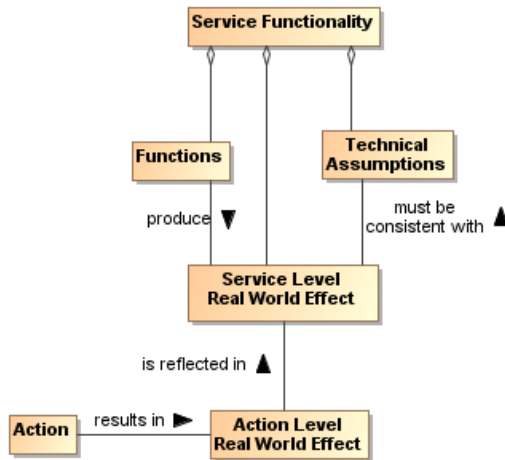 Service Functionality
Functions
Technical
Assumptions
produce
must be
consistent with
Service Level
Real World Effect
is reflected in
Action
results in
Action Level
Real World Effect